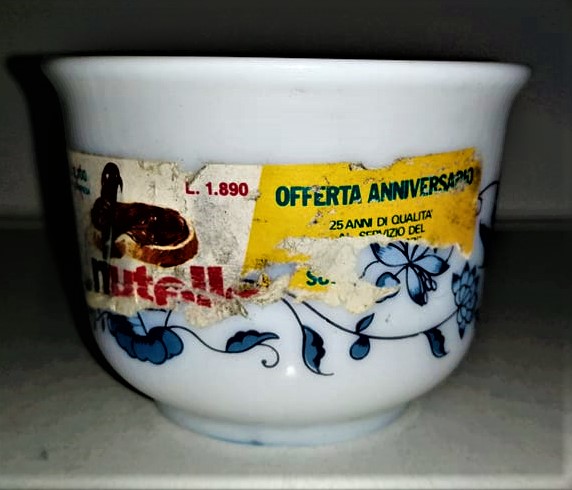 L. 1.890
OFFERTA ANNIVERSARIO
25 ANNI DI QUALITA'
AL SERVIZIO DEL
nutella